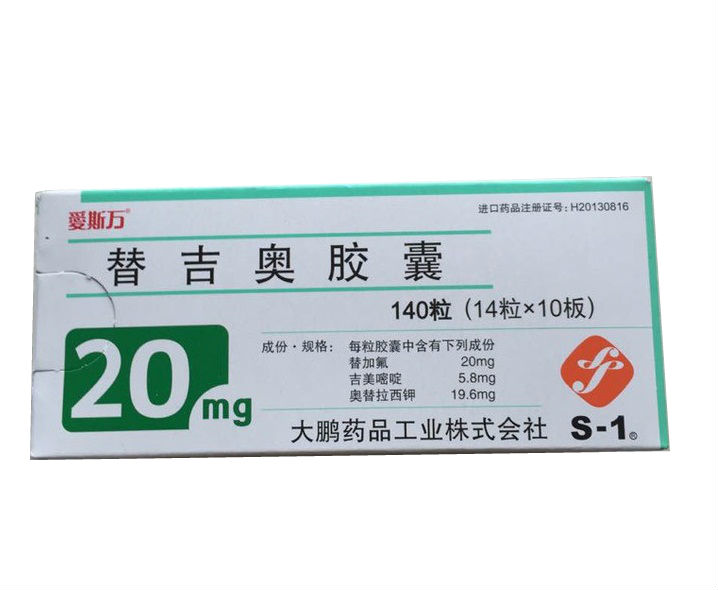 愛斯万®
进口药品注册证号: H20130816
替吉奥胶囊
140粒 (14粒×10板)
20mg
成份·规格: 每粒胶囊中含有下列成份
替加氟 20mg
吉美嘧啶 5.8mg
奥替拉西钾 19.6mg
大鹏药品工业株式会社 S-1®